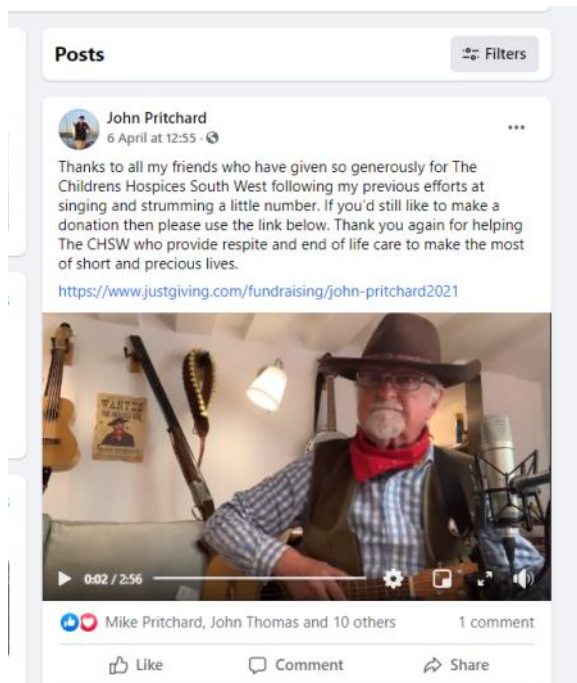 Posts
Filters
John Pritchard
6 April at 12:55 ·
Thanks to all my friends who have given so generously for The
Childrens Hospices South West following my previous efforts at
singing and strumming a little number. If you'd still like to make a
donation then please use the link below. Thank you again for helping
The CHSW who provide respite and end of life care to make the most
of short and precious lives.
https://www.justgiving.com/fundraising/john-pritchard2021
WANTED
0:02 / 2:56
Mike Pritchard, John Thomas and 10 others
1 comment
Like
Comment
Share